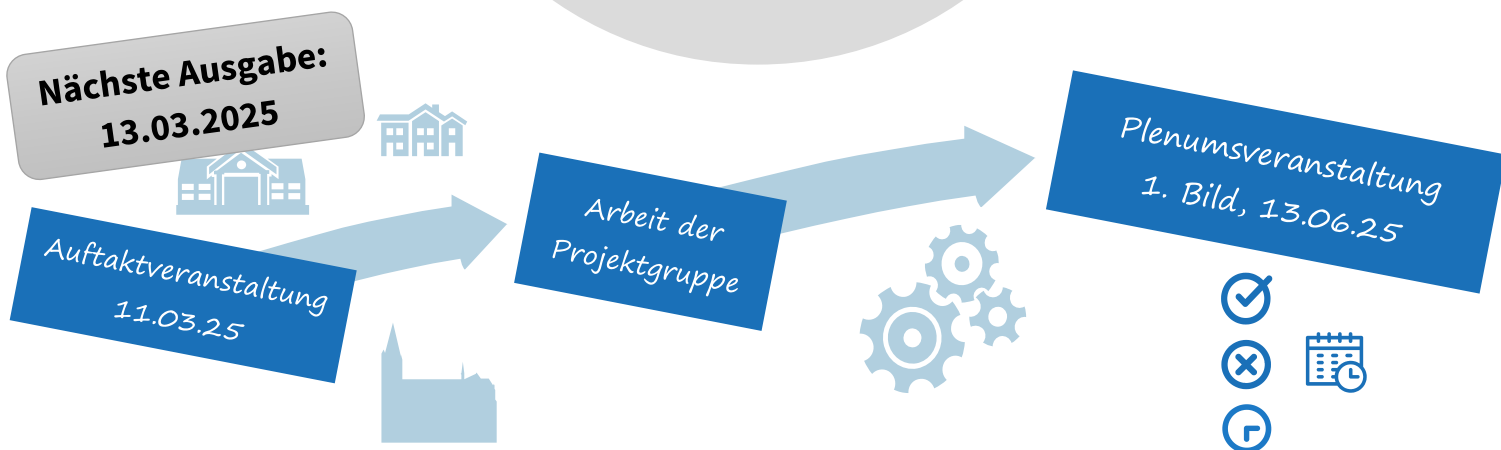 Nächste Ausgabe:
13.03.2025
Auftaktveranstaltung
11.03.25
Arbeit der
Projektgruppe
Plenumsveranstaltung
1. Bild, 13.06.25